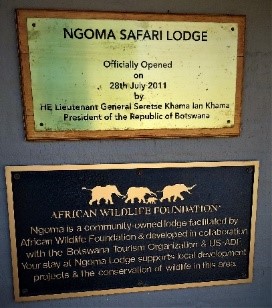 NGOMA SAFARI LODGE
Officially Opened
on
28th July 2011
by
HE Lieutenant General Seretse Khama Ian Khama
President of the Republic of Botswana
AFRICAN WILDLIFE FOUNDATION
Ngoma is a community-owned lodge facilitated by
African Wildlife Foundation & developed in collaboration
with the Botswana Tourism Organization & US-ADF.
Your stay at Ngoma Lodge supports local development
projects & the conservation of wildlife in this area.